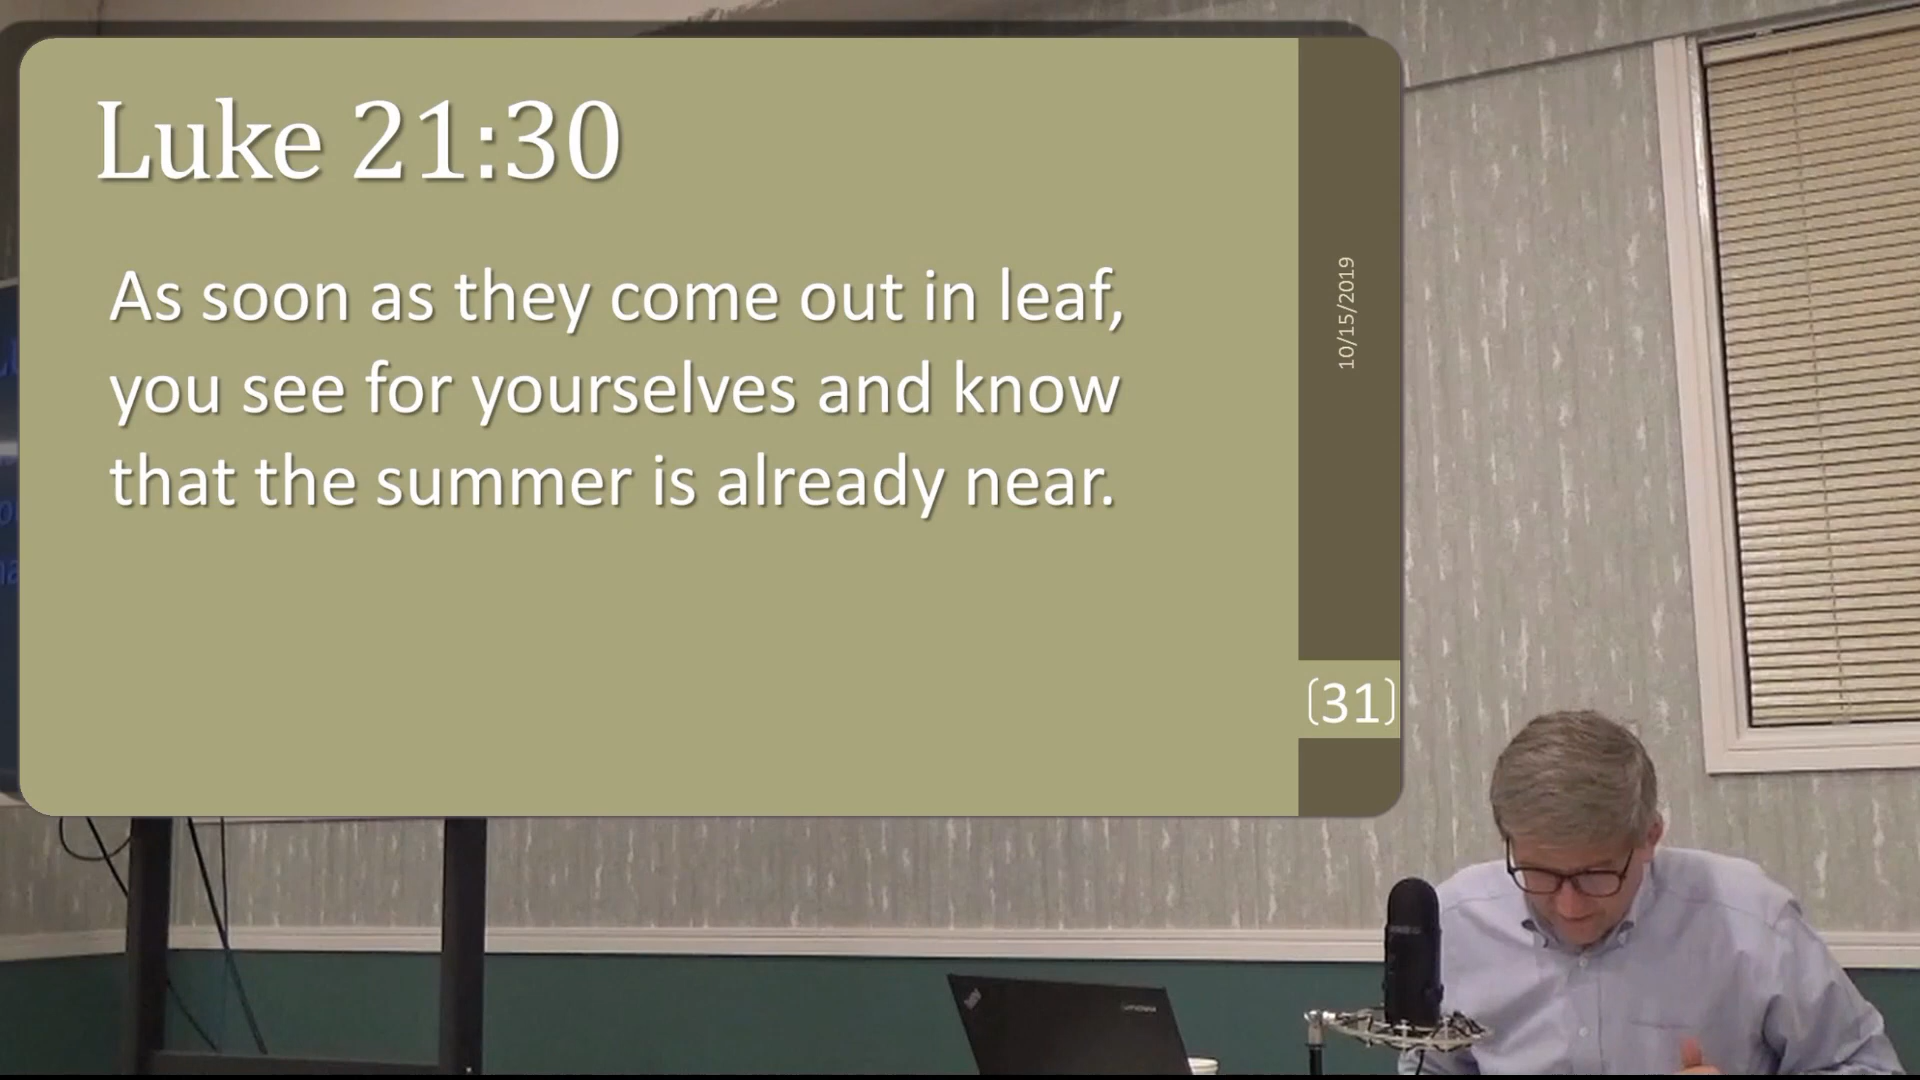 Luke 21:30
As soon as they come out in leaf,
you see for yourselves and know
that the summer is already near.
10/15/2019
31
Lenovo